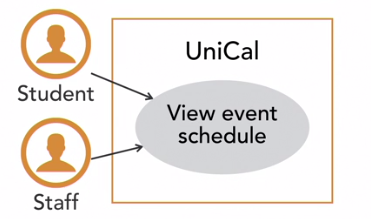 UniCal
Student
View event
schedule
Staff